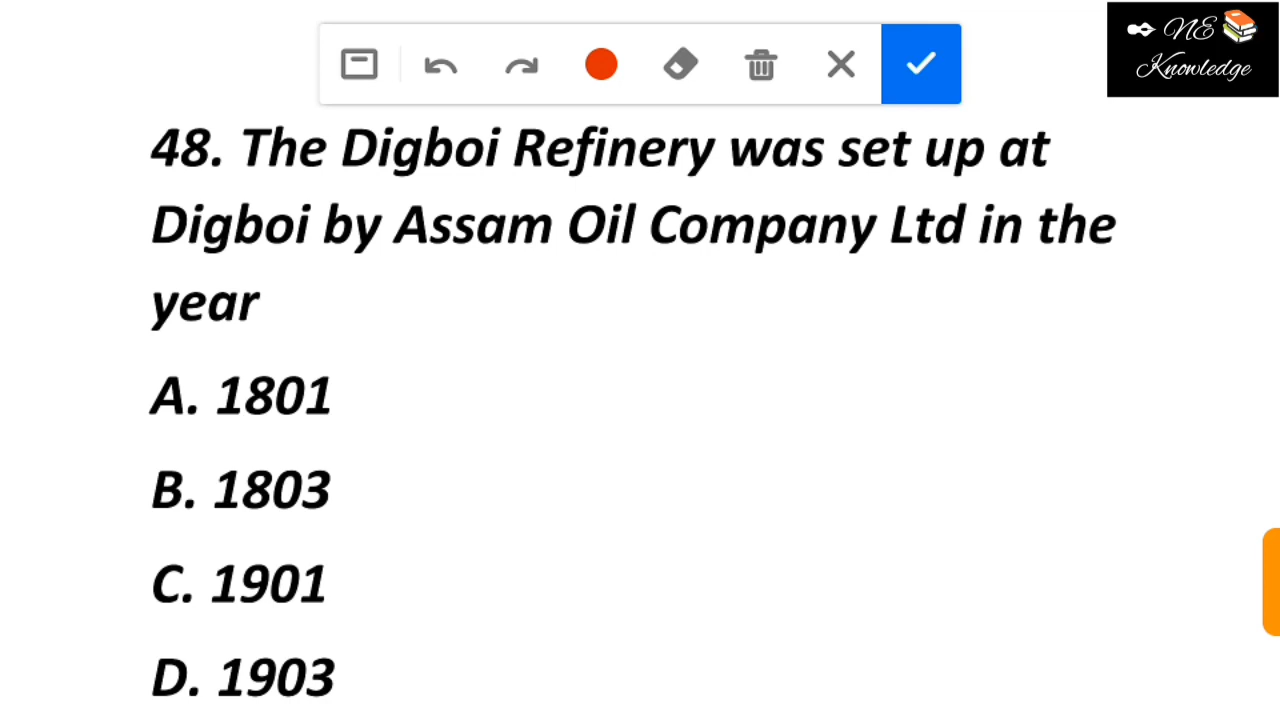 NE
Knowledge
48. The Digboi Refinery was set up at
Digboi by Assam Oil Company Ltd in the
year
A. 1801
B. 1803
C. 1901
D. 1903